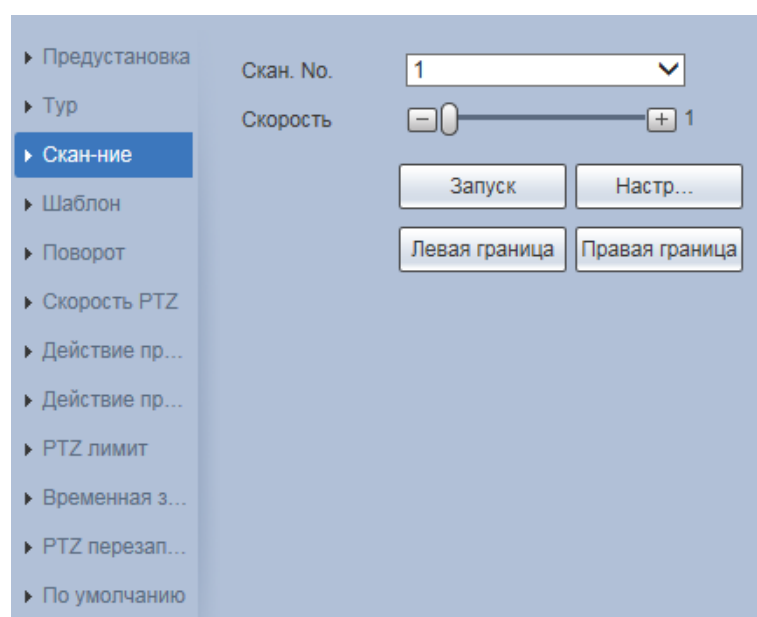 Предустановка
Тур
Скан-ние
Шаблон
Поворот
Скорость PTZ
Действие пр...
Действие пр...
PTZ лимит
Временная з...
PTZ перезап...
По умолчанию
Скан. No. 1
Скорость 1
Запуск Настр...
Левая граница Правая граница